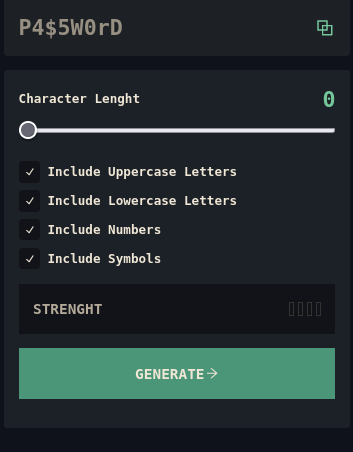 P4$5W0rD
Character Lenght 0
Include Uppercase Letters
Include Lowercase Letters
Include Numbers
Include Symbols
STRENGHT
GENERATE→